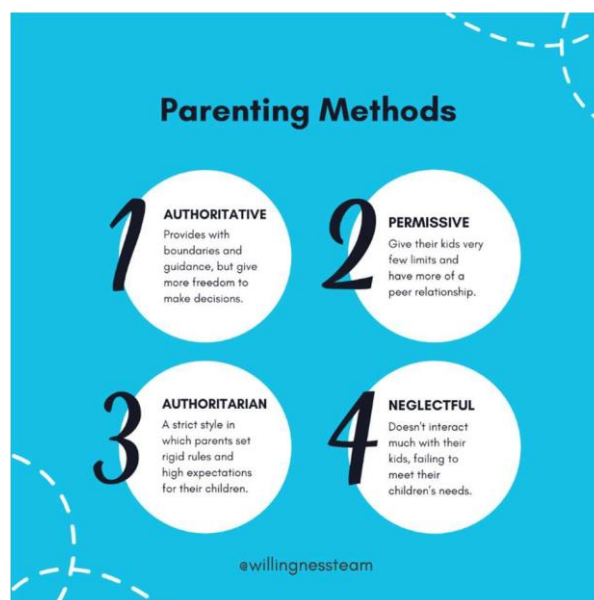 Parenting Methods
1
AUTHORITATIVE
Provides with
boundaries and
guidance, but give
more freedom to
make decisions.
2
PERMISSIVE
Give their kids very
few limits and
have more of a
peer relationship.
3
AUTHORITARIAN
A strict style in
which parents set
rigid rules and
high expectations
for their children.
4
NEGLECTFUL
Doesn't interact
much with their
kids, failing to
meet their
children's needs.
@willingnessteam